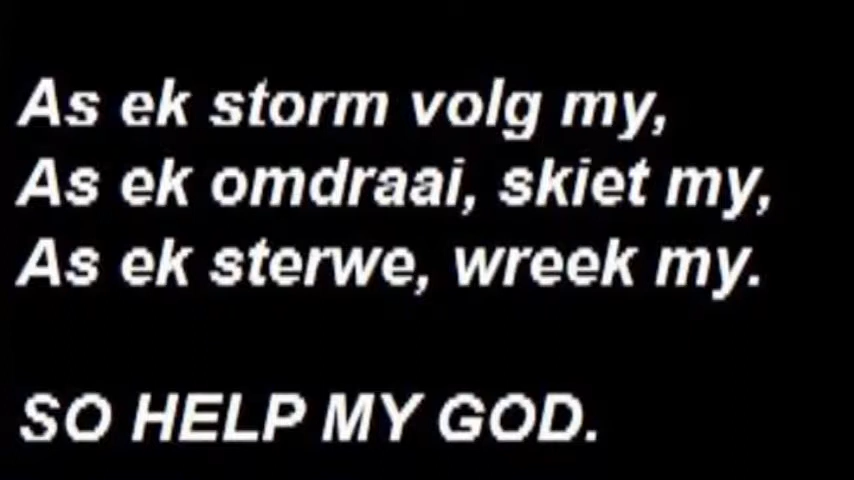 As ek storm volg my,
As ek omdraai, skiet my,
As ek sterwe, wreek my.
SO HELP MY GOD.